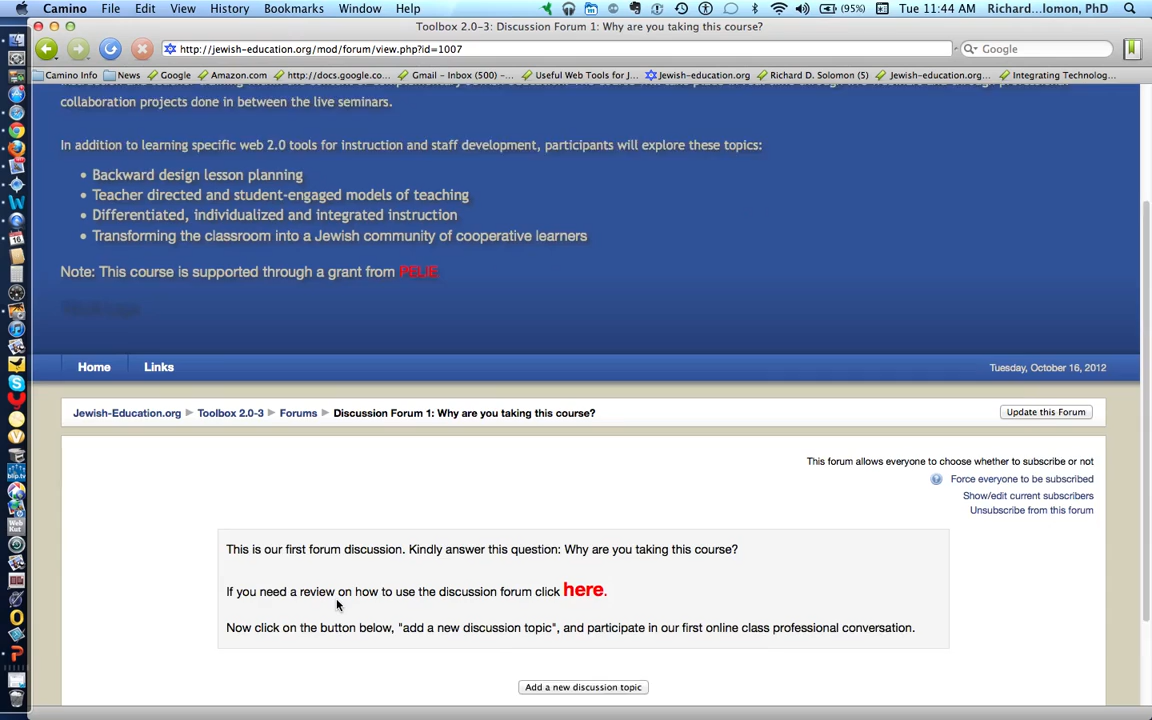 Camino File Edit View History Bookmarks Window Help (95%) Tue 11:44 AM Richard...lomon, PhD
Toolbox 2.0-3: Discussion Forum 1: Why are you taking this course?
http://jewish-education.org/mod/forum/view.php?id=1007 Google
Camino Info News Google Amazon.com http://docs.google.co... Gmail - Inbox (500) -... Useful Web Tools for J... Jewish-education.org Richard D. Solomon (5) Jewish-education.org... Integrating Technolog...
collaboration projects done in between the live seminars.
In addition to learning specific web 2.0 tools for instruction and staff development, participants will explore these topics:
• Backward design lesson planning
• Teacher directed and student-engaged models of teaching
• Differentiated, individualized and integrated instruction
• Transforming the classroom into a Jewish community of cooperative learners
Note: This course is supported through a grant from PEJE
Home Links Tuesday, October 16, 2012
Jewish-Education.org ► Toolbox 2.0-3 ► Forums ► Discussion Forum 1: Why are you taking this course? Update this Forum
This forum allows everyone to choose whether to subscribe or not
Force everyone to be subscribed
Show/edit current subscribers
Unsubscribe from this forum
This is our first forum discussion. Kindly answer this question: Why are you taking this course?
If you need a review on how to use the discussion forum click here.
Now click on the button below, "add a new discussion topic", and participate in our first online class professional conversation.
Add a new discussion topic